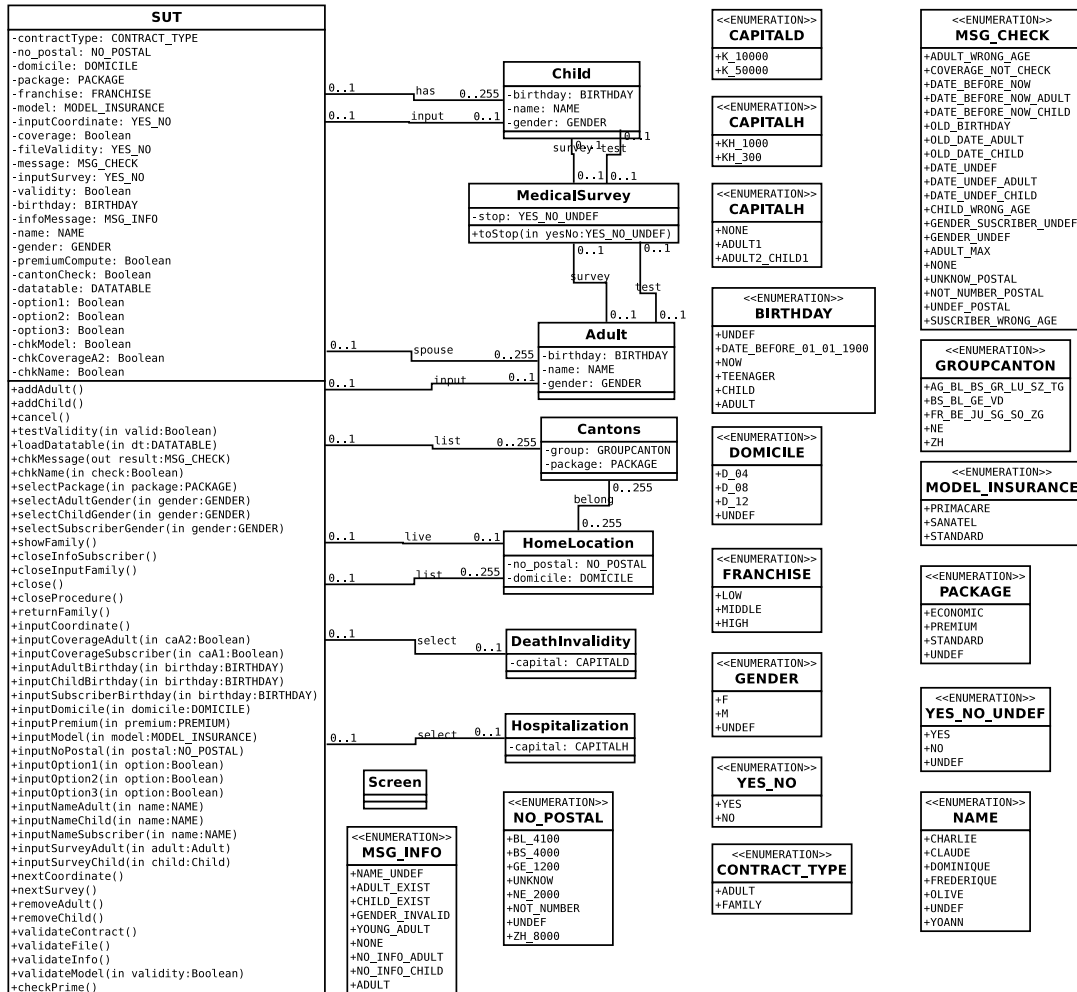 SUT
-contractType: CONTRACT_TYPE
-no_postal: NO_POSTAL
-domicile: DOMICILE
-package: PACKAGE
-franchise: FRANCHISE
-model: MODEL_INSURANCE
-inputCoordinate: YES_NO
-coverage: Boolean
-fileValidity: YES_NO
-message: MSG_CHECK
-inputSurvey: YES_NO
-validity: Boolean
-birthday: BIRTHDAY
-infoMessage: MSG_INFO
-name: NAME
-gender: GENDER
-premiumCompute: Boolean
-cantonCheck: Boolean
-datatable: DATATABLE
-option1: Boolean
-option2: Boolean
-option3: Boolean
-chkModel: Boolean
-chkCoverageA2: Boolean
-chkName: Boolean
+addAdult()
+addChild()
+cancel()
+testValidity(in valid:Boolean)
+loadDatatable(in dt:DATATABLE)
+chkMessage(out result:MSG_CHECK)
+chkName(in check:Boolean)
+selectPackage(in package:PACKAGE)
+selectAdultGender(in gender:GENDER)
+selectChildGender(in gender:GENDER)
+selectSubscriberGender(in gender:GENDER)
+showFamily()
+closeInfoSubscriber()
+closeInputFamily()
+close()
+closeProcedure()
+returnFamily()
+inputCoordinate()
+inputCoverageAdult(in caA2:Boolean)
+inputCoverageSubscriber(in caA1:Boolean)
+inputAdultBirthday(in birthday:BIRTHDAY)
+inputChildBirthday(in birthday:BIRTHDAY)
+inputSubscriberBirthday(in birthday:BIRTHDAY)
+inputDomicile(in domicile:DOMICILE)
+inputPremium(in premium:PREMIUM)
+inputModel(in model:MODEL_INSURANCE)
+inputNoPostal(in postal:NO_POSTAL)
+inputOption1(in option:Boolean)
+inputOption2(in option:Boolean)
+inputOption3(in option:Boolean)
+inputNameAdult(in name:NAME)
+inputNameChild(in name:NAME)
+inputNameSubscriber(in name:NAME)
+inputSurveyAdult(in adult:Adult)
+inputSurveyChild(in child:Child)
+nextCoordinate()
+nextSurvey()
+removeAdult()
+removeChild()
+validateContract()
+validateFile()
+validateInfo()
+validateModel(in validity:Boolean)
+checkPrime()
0..1 has 0..255
0..1 input 0..1
Child
-birthday: BIRTHDAY
-name: NAME
-gender: GENDER
0..1
survey 0..1 test
0..1 0..1
MedicalSurvey
-stop: YES_NO_UNDEF
+toStop(in yesNo:YES_NO_UNDEF)
0..1 0..1
survey
test
0..1 0..1
0..1 spouse 0..255
0..1 input 0..1
Adult
-birthday: BIRTHDAY
-name: NAME
-gender: GENDER
0..1 list 0..255
Cantons
-group: GROUPCANTON
-package: PACKAGE
0..255
belong
0..255
0..1 live 0..1
0..1 list 0..255
HomeLocation
-no_postal: NO_POSTAL
-domicile: DOMICILE
0..1 select 0..1
DeathInvalidity
-capital: CAPITALD
0..1 select 0..1
Hospitalization
-capital: CAPITALH
Screen
<<ENUMERATION>>
MSG_INFO
+NAME_UNDEF
+ADULT_EXIST
+CHILD_EXIST
+GENDER_INVALID
+YOUNG_ADULT
+NONE
+NO_INFO_ADULT
+NO_INFO_CHILD
+ADULT
<<ENUMERATION>>
NO_POSTAL
+BL_4100
+BS_4000
+GE_1200
+UNKNOW
+NE_2000
+NOT_NUMBER
+UNDEF
+ZH_8000
<<ENUMERATION>>
CAPITALD
+K_10000
+K_50000
<<ENUMERATION>>
CAPITALH
+KH_1000
+KH_300
<<ENUMERATION>>
CAPITALH
+NONE
+ADULT1
+ADULT2_CHILD1
<<ENUMERATION>>
BIRTHDAY
+UNDEF
+DATE_BEFORE_01_01_1900
+NOW
+TEENAGER
+CHILD
+ADULT
<<ENUMERATION>>
DOMICILE
+D_04
+D_08
+D_12
+UNDEF
<<ENUMERATION>>
FRANCHISE
+LOW
+MIDDLE
+HIGH
<<ENUMERATION>>
GENDER
+F
+M
+UNDEF
<<ENUMERATION>>
YES_NO
+YES
+NO
<<ENUMERATION>>
CONTRACT_TYPE
+ADULT
+FAMILY
<<ENUMERATION>>
MSG_CHECK
+ADULT_WRONG_AGE
+COVERAGE_NOT_CHECK
+DATE_BEFORE_NOW
+DATE_BEFORE_NOW_ADULT
+DATE_BEFORE_NOW_CHILD
+OLD_BIRTHDAY
+OLD_DATE_ADULT
+OLD_DATE_CHILD
+DATE_UNDEF
+DATE_UNDEF_ADULT
+DATE_UNDEF_CHILD
+CHILD_WRONG_AGE
+GENDER_SUSCRIBER_UNDEF
+GENDER_UNDEF
+ADULT_MAX
+NONE
+UNKNOW_POSTAL
+NOT_NUMBER_POSTAL
+UNDEF_POSTAL
+SUSCRIBER_WRONG_AGE
<<ENUMERATION>>
GROUPCANTON
+AG_BL_BS_GR_LU_SZ_TG
+BS_BL_GE_VD
+FR_BE_JU_SG_SO_ZG
+NE
+ZH
<<ENUMERATION>>
MODEL_INSURANCE
+PRIMACARE
+SANATEL
+STANDARD
<<ENUMERATION>>
PACKAGE
+ECONOMIC
+PREMIUM
+STANDARD
+UNDEF
<<ENUMERATION>>
YES_NO_UNDEF
+YES
+NO
+UNDEF
<<ENUMERATION>>
NAME
+CHARLIE
+CLAUDE
+DOMINIQUE
+FREDERIQUE
+OLIVE
+UNDEF
+YOANN